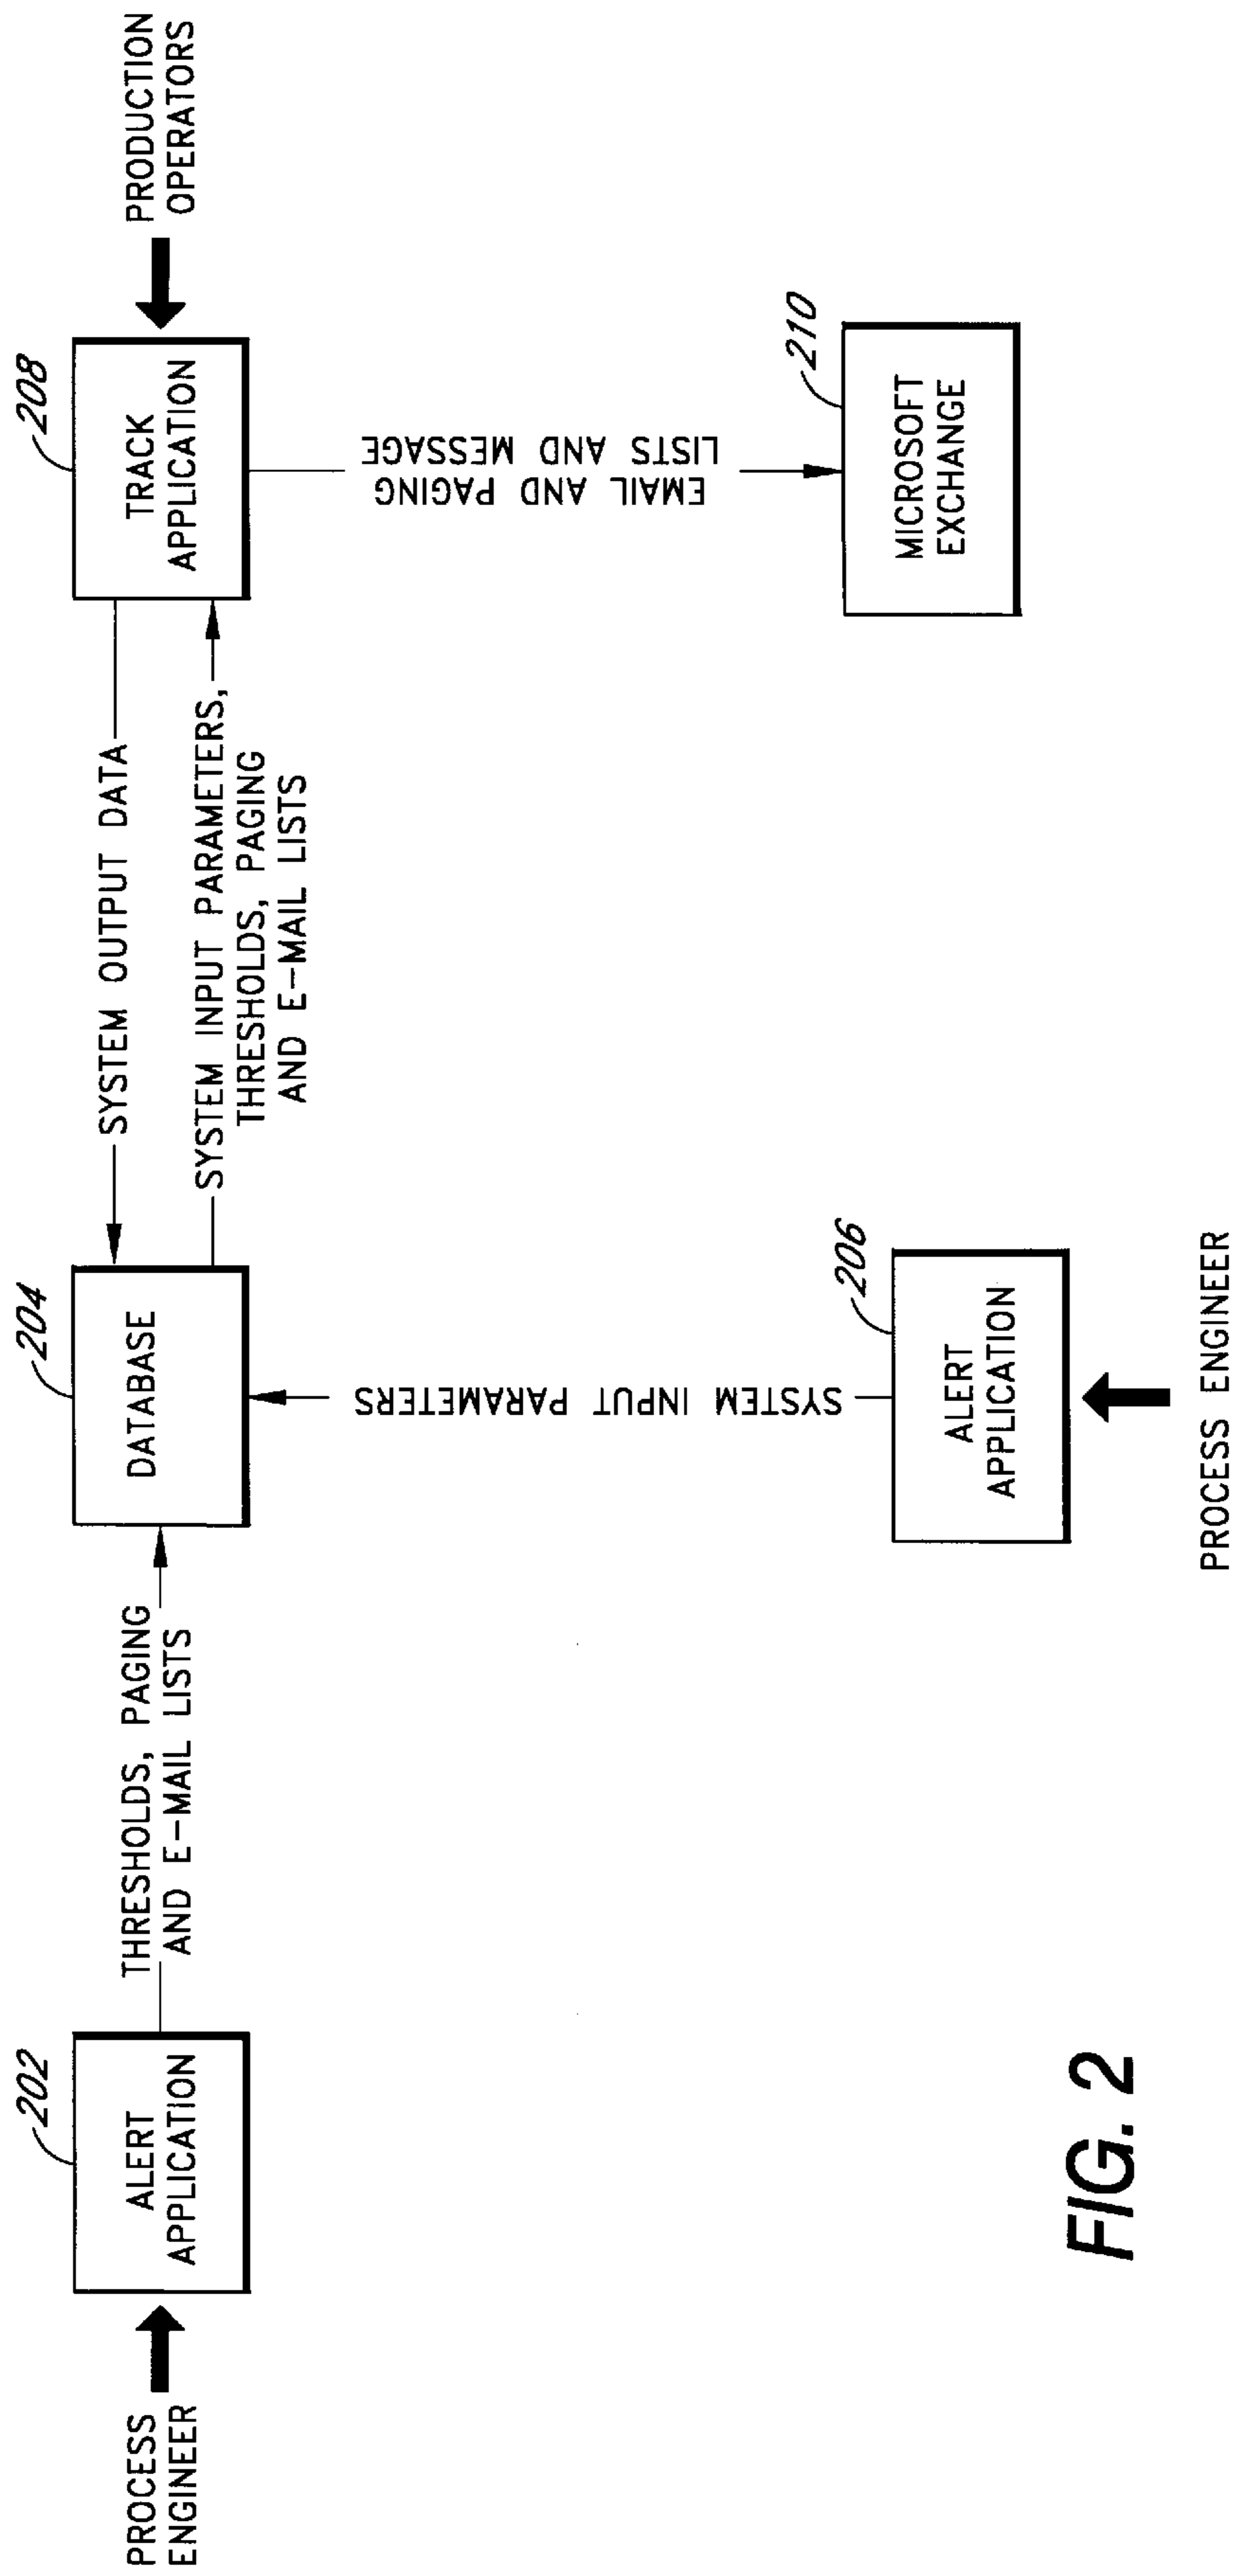 PROCESS
ENGINEER
202
ALERT
APPLICATION
THRESHOLDS, PAGING
AND E-MAIL LISTS
204
DATABASE
SYSTEM OUTPUT DATA
SYSTEM INPUT PARAMETERS,
THRESHOLDS, PAGING
AND E-MAIL LISTS
208
TRACK
APPLICATION
PRODUCTION
OPERATORS
SYSTEM INPUT PARAMETERS
EMAIL AND PAGING
LISTS AND MESSAGE
206
ALERT
APPLICATION
PROCESS ENGINEER
210
MICROSOFT
EXCHANGE
FIG. 2